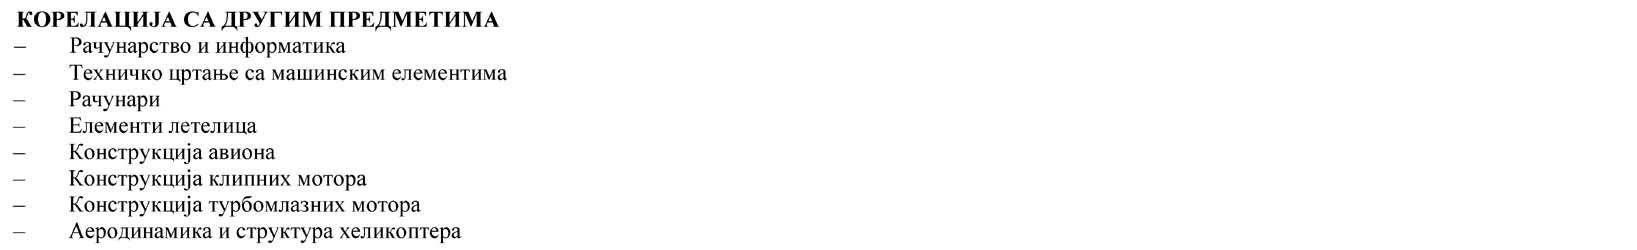 КОРЕЛАЦИЈА СА ДРУГИМ ПРЕДМЕТИМА
– Рачунарство и информатика
– Техничко цртање са машинским елементима
– Рачунари
– Елементи летелица
– Конструкција авиона
– Конструкција клипних мотора
– Конструкција турбомлазних мотора
– Аеродинамика и структура хеликоптера